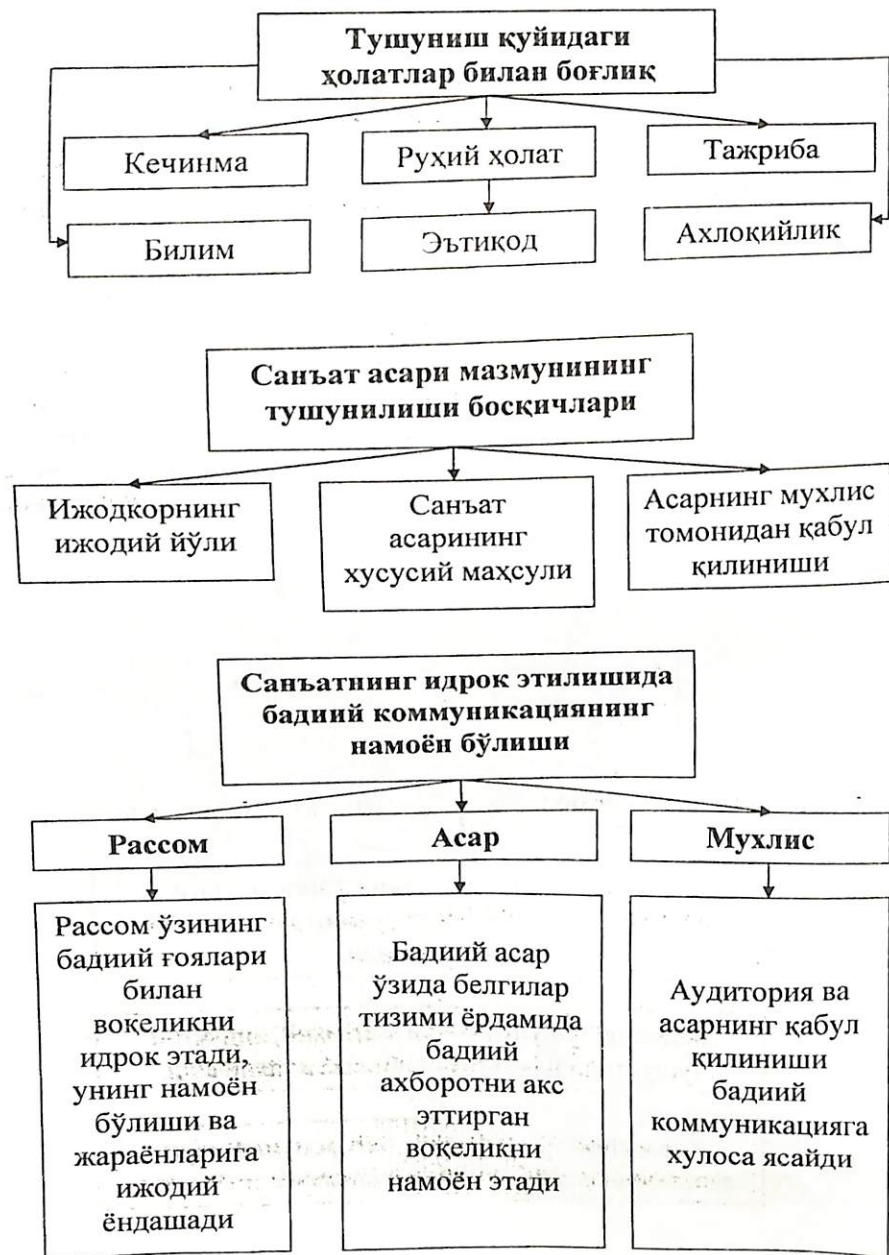 Тушуниш қуйидаги
ҳолатлар билан боғлиқ
Кечинма
Руҳий ҳолат
Тажриба
Билим
Эътиқод
Ахлоқийлик
Санъат асари мазмунининг
тушунилиши босқичлари
Ижодкорнинг
ижодий йўли
Санъат
асарининг
хусусий маҳсули
Асарнинг мухлис
томонидан қабул
қилиниши
Санъатнинг идрок этилишида
бадиий коммуникациянинг
намоён бўлиши
Рассом
Асар
Мухлис
Рассом ўзининг
бадиий ғоялари
билан
воқеликни
идрок этади,
унинг намоён
бўлиши ва
жараёнларига
ижодий
ёндашади
Бадиий асар
ўзида белгилар
тизими ёрдамида
бадиий
ахборотни акс
эттирган
воқеликни
намоён этади
Аудитория ва
асарнинг қабул
қилиниши
бадиий
коммуникацияга
хулоса ясайди